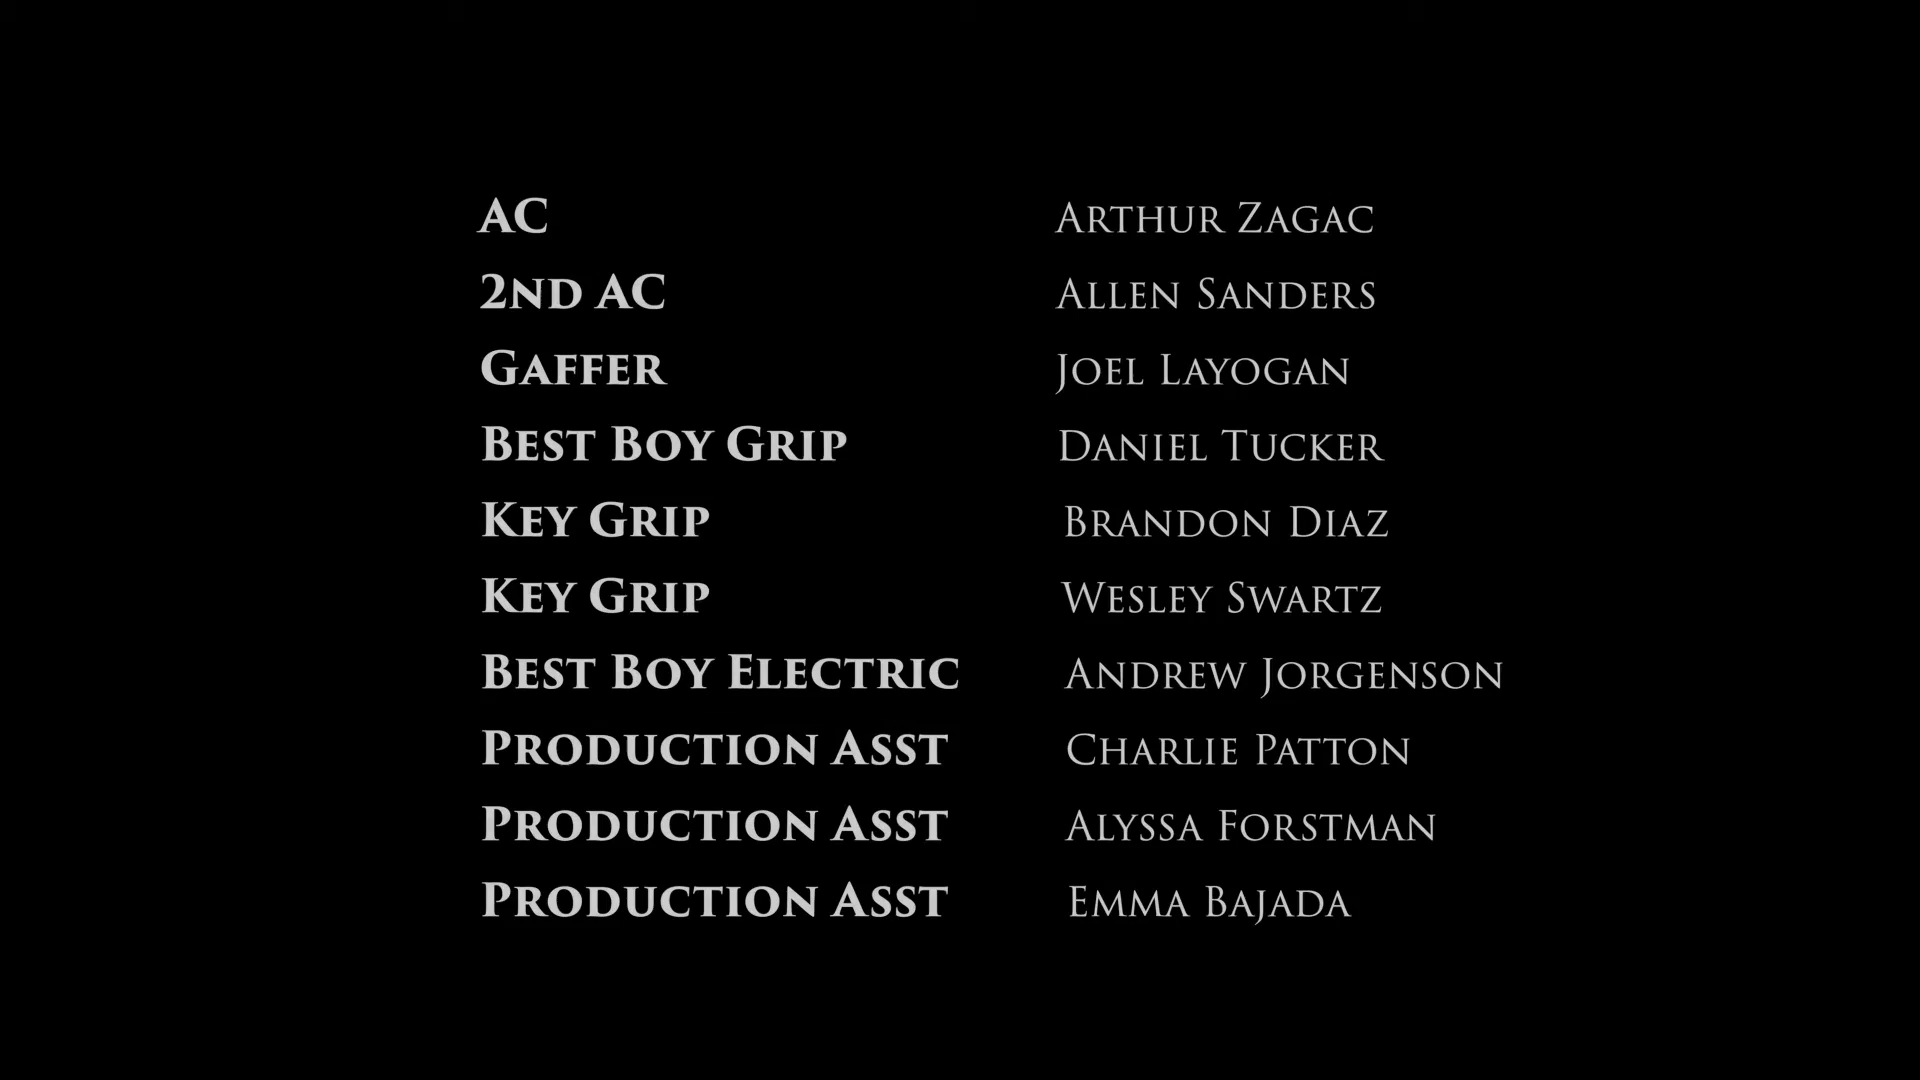 AC Arthur Zagac
2nd AC Allen Sanders
Gaffer Joel Layogan
Best Boy Grip Daniel Tucker
Key Grip Brandon Diaz
Key Grip Wesley Swartz
Best Boy Electric Andrew Jorgenson
Production Asst Charlie Patton
Production Asst Alyssa Forstman
Production Asst Emma Bajada